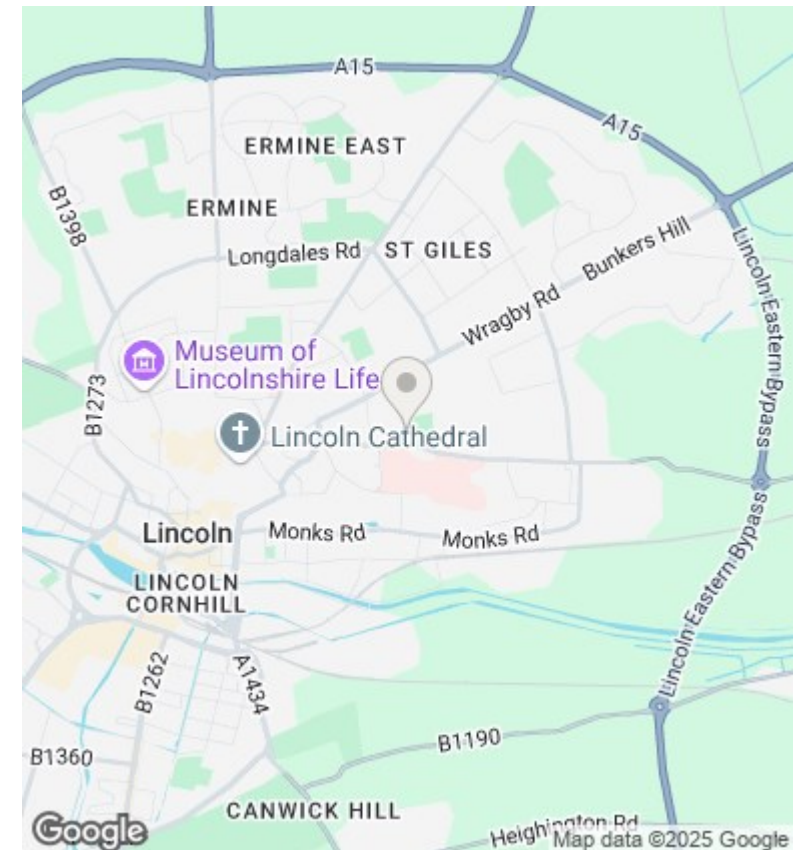 A15
A15
ERMINE EAST
ERMINE
B1398
Longdales Rd
ST GILES
Bunkers Hill
Wragby Rd
Lincoln Eastern Bypass
Museum of
Lincolnshire Life
B1273
Lincoln Cathedral
Lincoln
Monks Rd
Monks Rd
LINCOLN
CORNHILL
Lincoln Eastern Bypass
B1262
A1434
B1190
B1360
CANWICK HILL
Heighington Rd
Google
Map data ©2025 Google